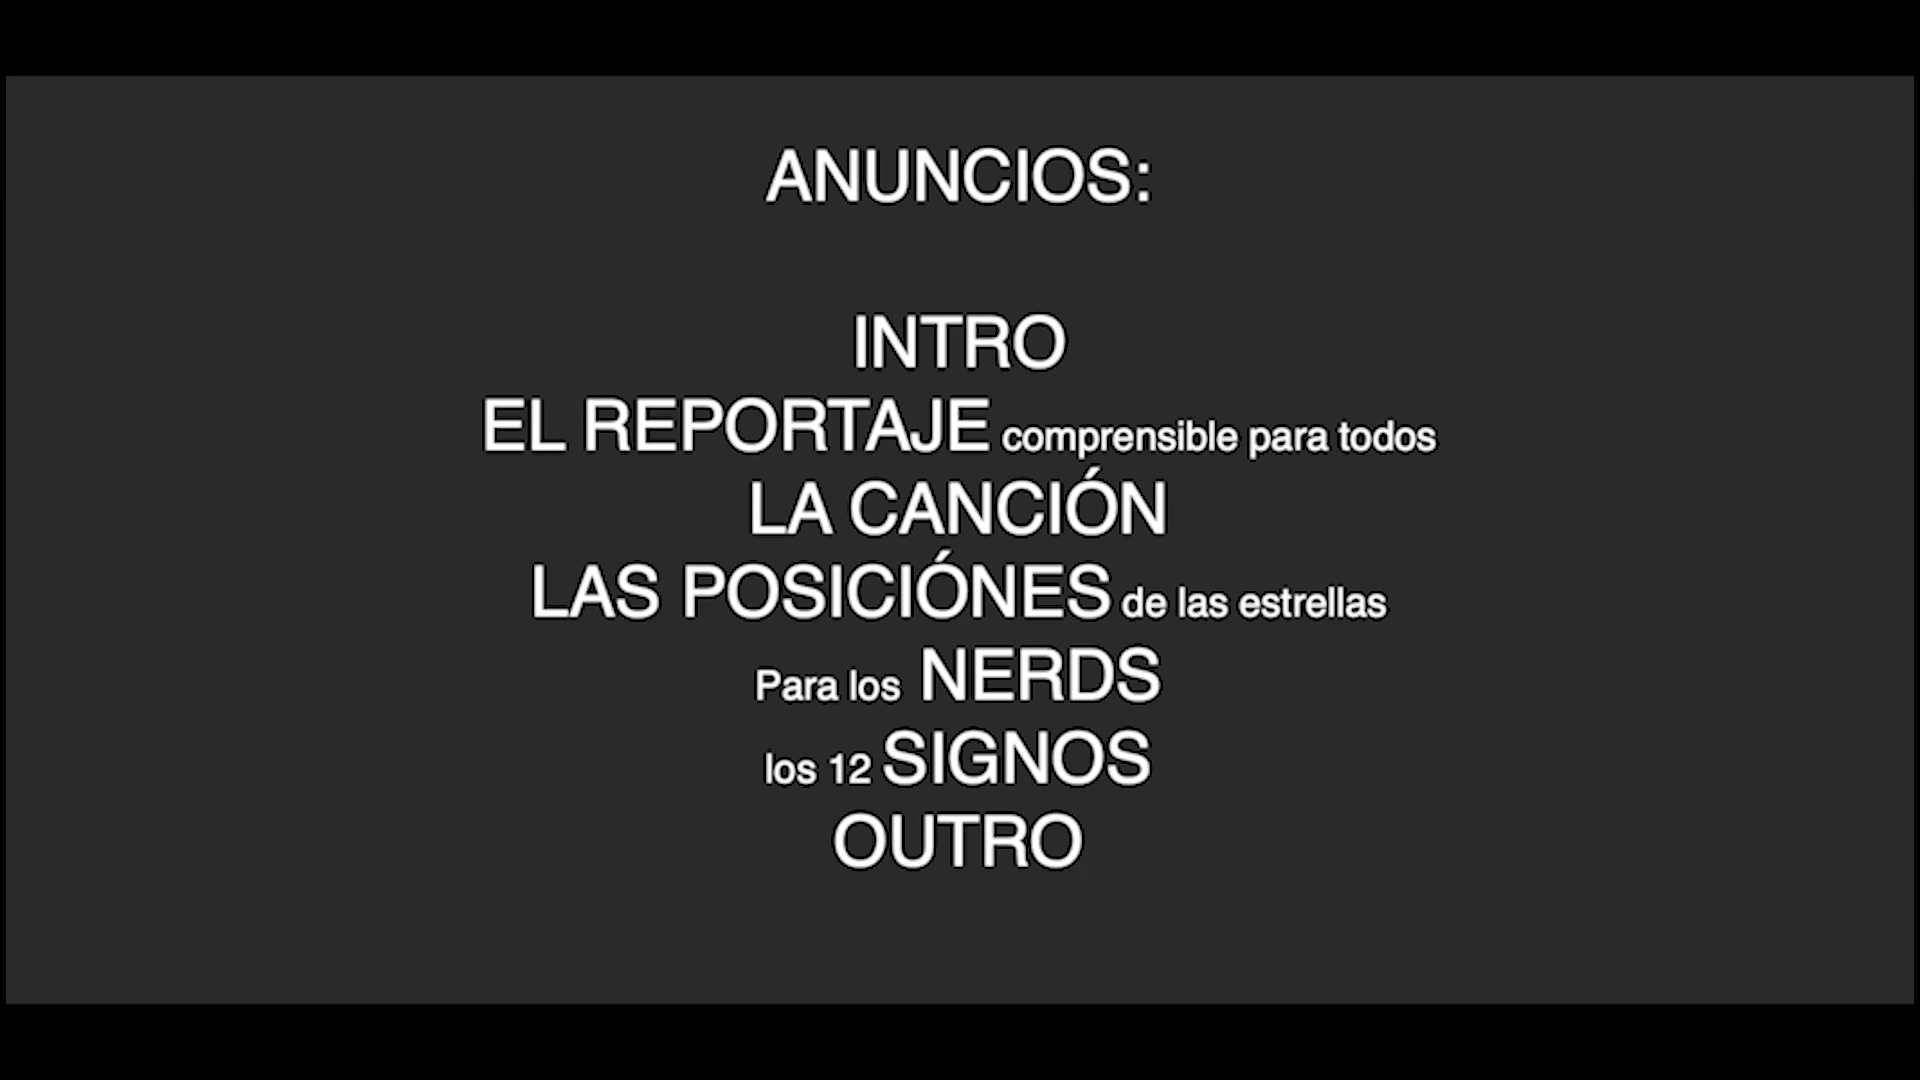 ANUNCIOS:
INTRO
EL REPORTAJE comprensible para todos
LA CANCIÓN
LAS POSICIÓNES de las estrellas
Para los NERDS
los 12 SIGNOS
OUTRO